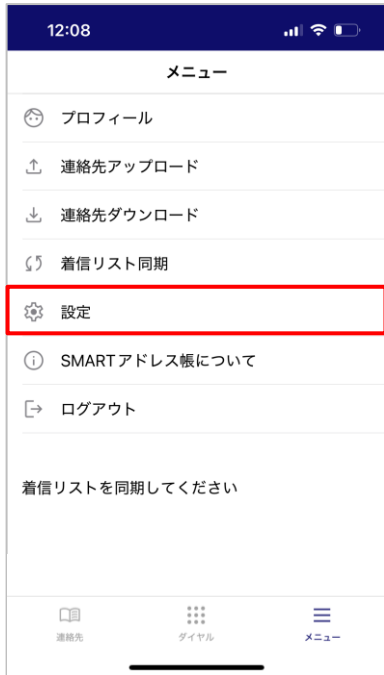 12:08
メニュー
プロフィール
連絡先アップロード
連絡先ダウンロード
着信リスト同期
設定
SMARTアドレス帳について
ログアウト
着信リストを同期してください
連絡先 ダイヤル メニュー